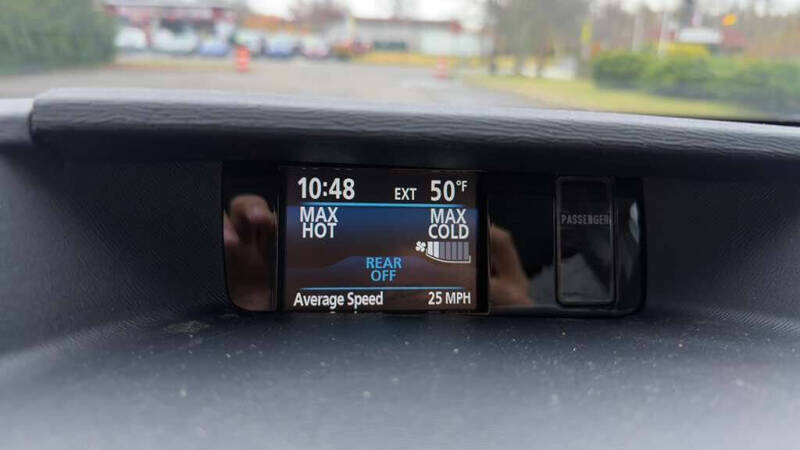 10:48 EXT 50°F
MAX HOT MAX COLD
REAR OFF
Average Speed 25 MPH
PASSENGER